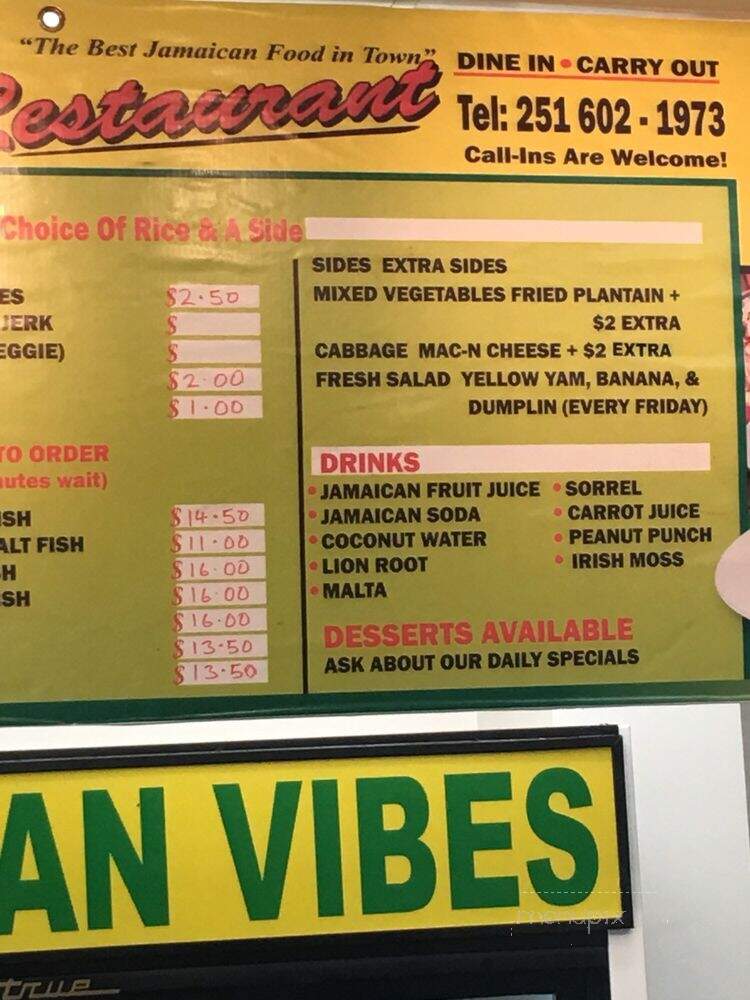 "The Best Jamaican Food in Town"
Restaurant
DINE IN • CARRY OUT
Tel: 251 602 - 1973
Call-Ins Are Welcome!
Choice Of Rice & A Side
ES $2.50
JERK $
EGGIE) $
$2.00
$1.00
TO ORDER
nutes wait)
ISH $14.50
ALT FISH $11.00
H $16.00
SH $16.00
$16.00
$13.50
$13.50
SIDES EXTRA SIDES
MIXED VEGETABLES FRIED PLANTAIN +
$2 EXTRA
CABBAGE MAC-N CHEESE + $2 EXTRA
FRESH SALAD YELLOW YAM, BANANA, &
DUMPLIN (EVERY FRIDAY)
DRINKS
• JAMAICAN FRUIT JUICE • SORREL
• JAMAICAN SODA • CARROT JUICE
• COCONUT WATER • PEANUT PUNCH
• LION ROOT • IRISH MOSS
• MALTA
DESSERTS AVAILABLE
ASK ABOUT OUR DAILY SPECIALS
AN VIBES
menupix
true